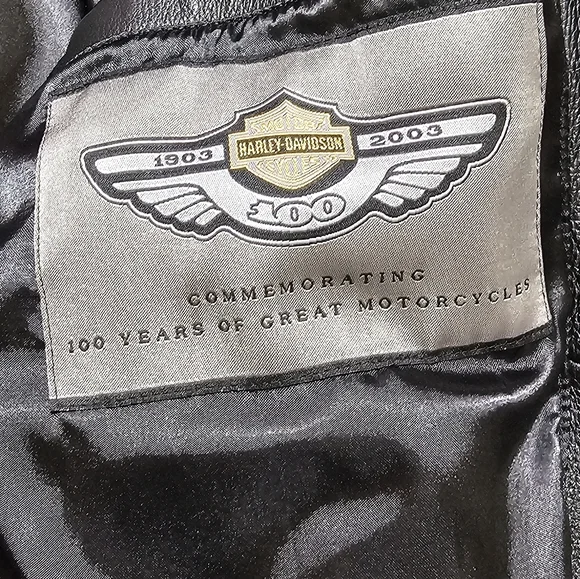 1903 HARLEY-DAVIDSON 2003
100
COMMEMORATING
100 YEARS OF GREAT MOTORCYCLES